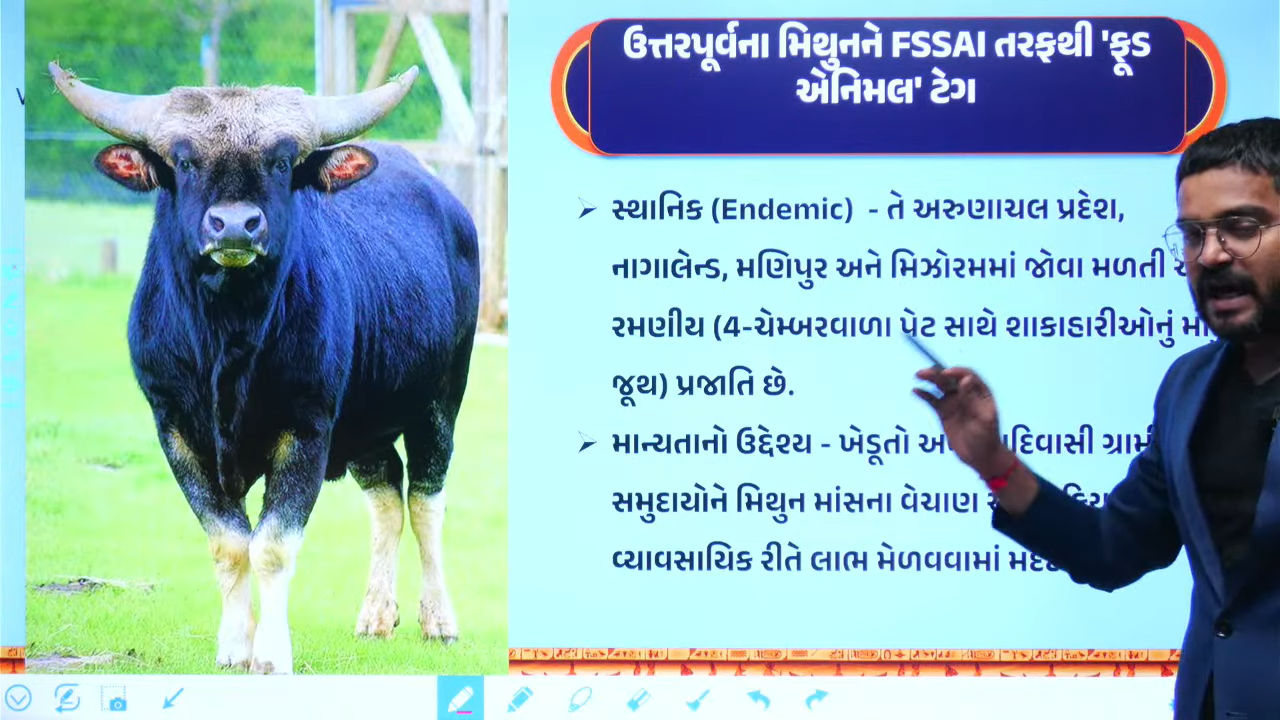 ઉત્તરપૂર્વના મિથુનને FSSAI તરફથી 'ફૂડ
એનિમલ' ટેગ
➢ સ્થાનિક (Endemic) - તે અરુણાચલ પ્રદેશ,
નાગાલેન્ડ, મણિપુર અને મિઝોરમમાં જોવા મળતી
રમણીય (4-ચેમ્બરવાળા પેટ સાથે શાકાહારીઓનું
જૂથ) પ્રજાતિ છે.
➢ માન્યતાનો ઉદ્દેશ્ય - ખેડૂતો
સમુદાયોને મિથુન માંસના વેચાણ
વ્યાવસાયિક રીતે લાભ મેળવવામાં